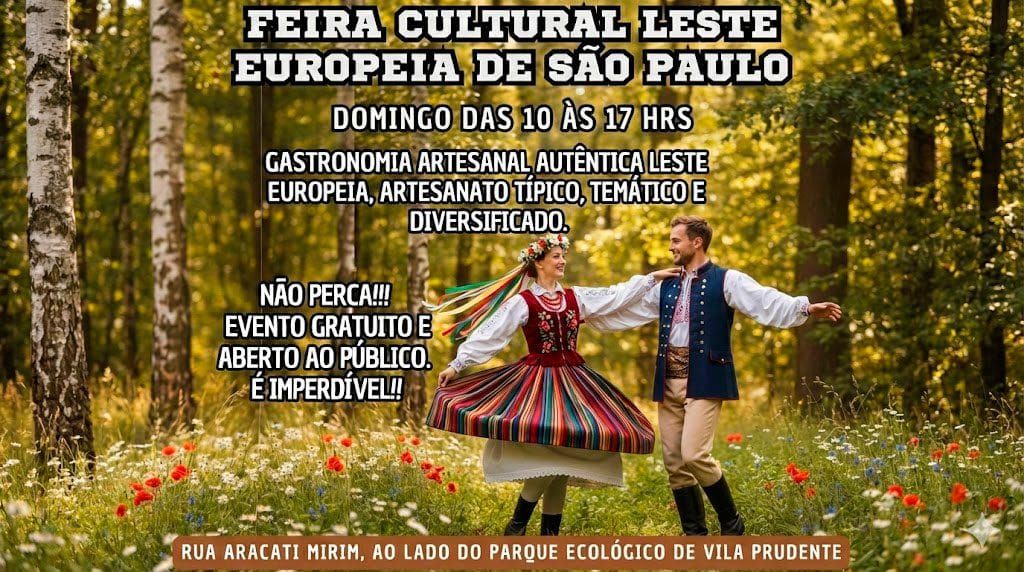 FEIRA CULTURAL LESTE
EUROPEIA DE SÃO PAULO
DOMINGO DAS 10 ÀS 17 HRS
GASTRONOMIA ARTESANAL AUTÊNTICA LESTE
EUROPEIA, ARTESANATO TÍPICO, TEMÁTICO E
DIVERSIFICADO.
NÃO PERCA!!!
EVENTO GRATUITO E
ABERTO AO PÚBLICO.
É IMPERDÍVEL!!
RUA ARACATI MIRIM, AO LADO DO PARQUE ECOLÓGICO DE VILA PRUDENTE